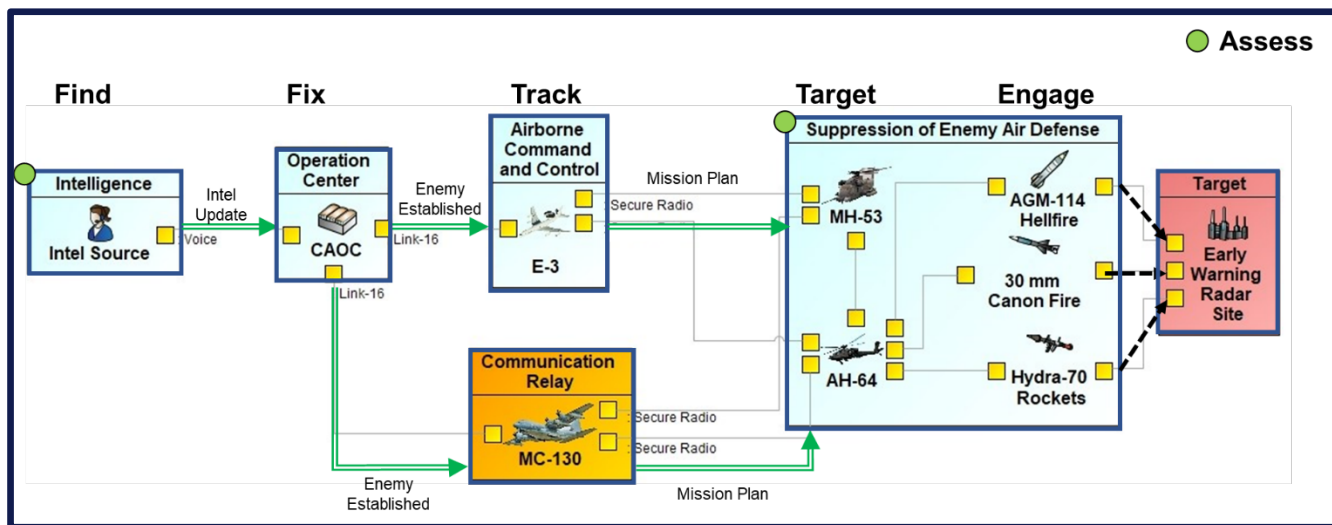 Assess
Find
Fix
Track
Target
Engage
Intelligence
Intel Source
: Voice
Intel
Update
Operation
Center
CAOC
Link-16
Link-16
Enemy
Established
Airborne
Command
and Control
E-3
: Secure Radio
Mission Plan
Communication
Relay
MC-130
: Secure Radio
: Secure Radio
Enemy
Established
Mission Plan
Suppression of Enemy Air Defense
MH-53
AH-64
AGM-114
Hellfire
30 mm
Canon Fire
Hydra-70
Rockets
Target
Early
Warning
Radar
Site